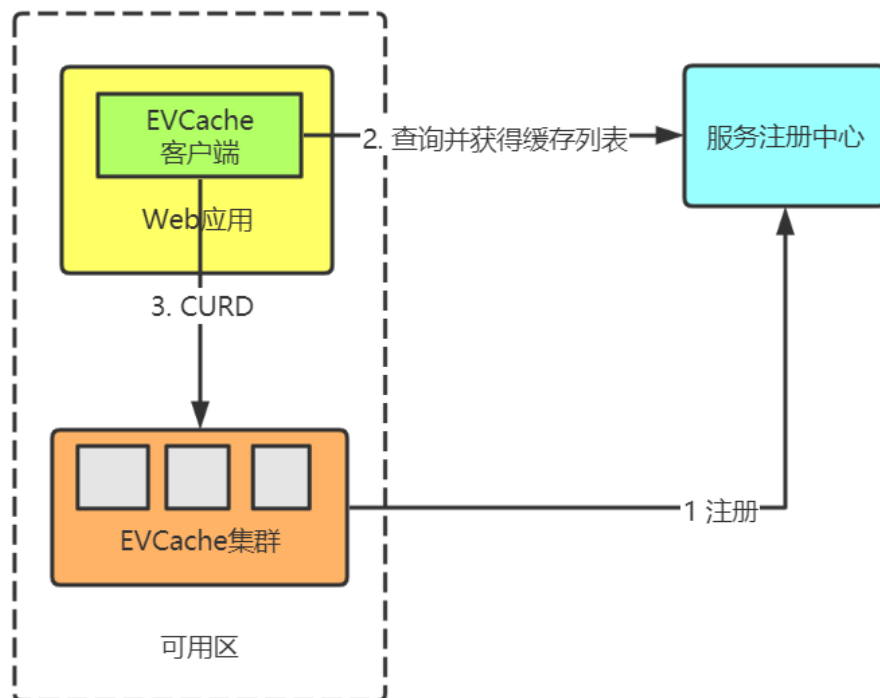 EVCache
客户端
2. 查询并获得缓存列表
服务注册中心
Web应用
3. CURD
1 注册
EVCache集群
可用区